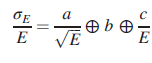 σ_E/E = a/√E ⊕ b ⊕ c/E